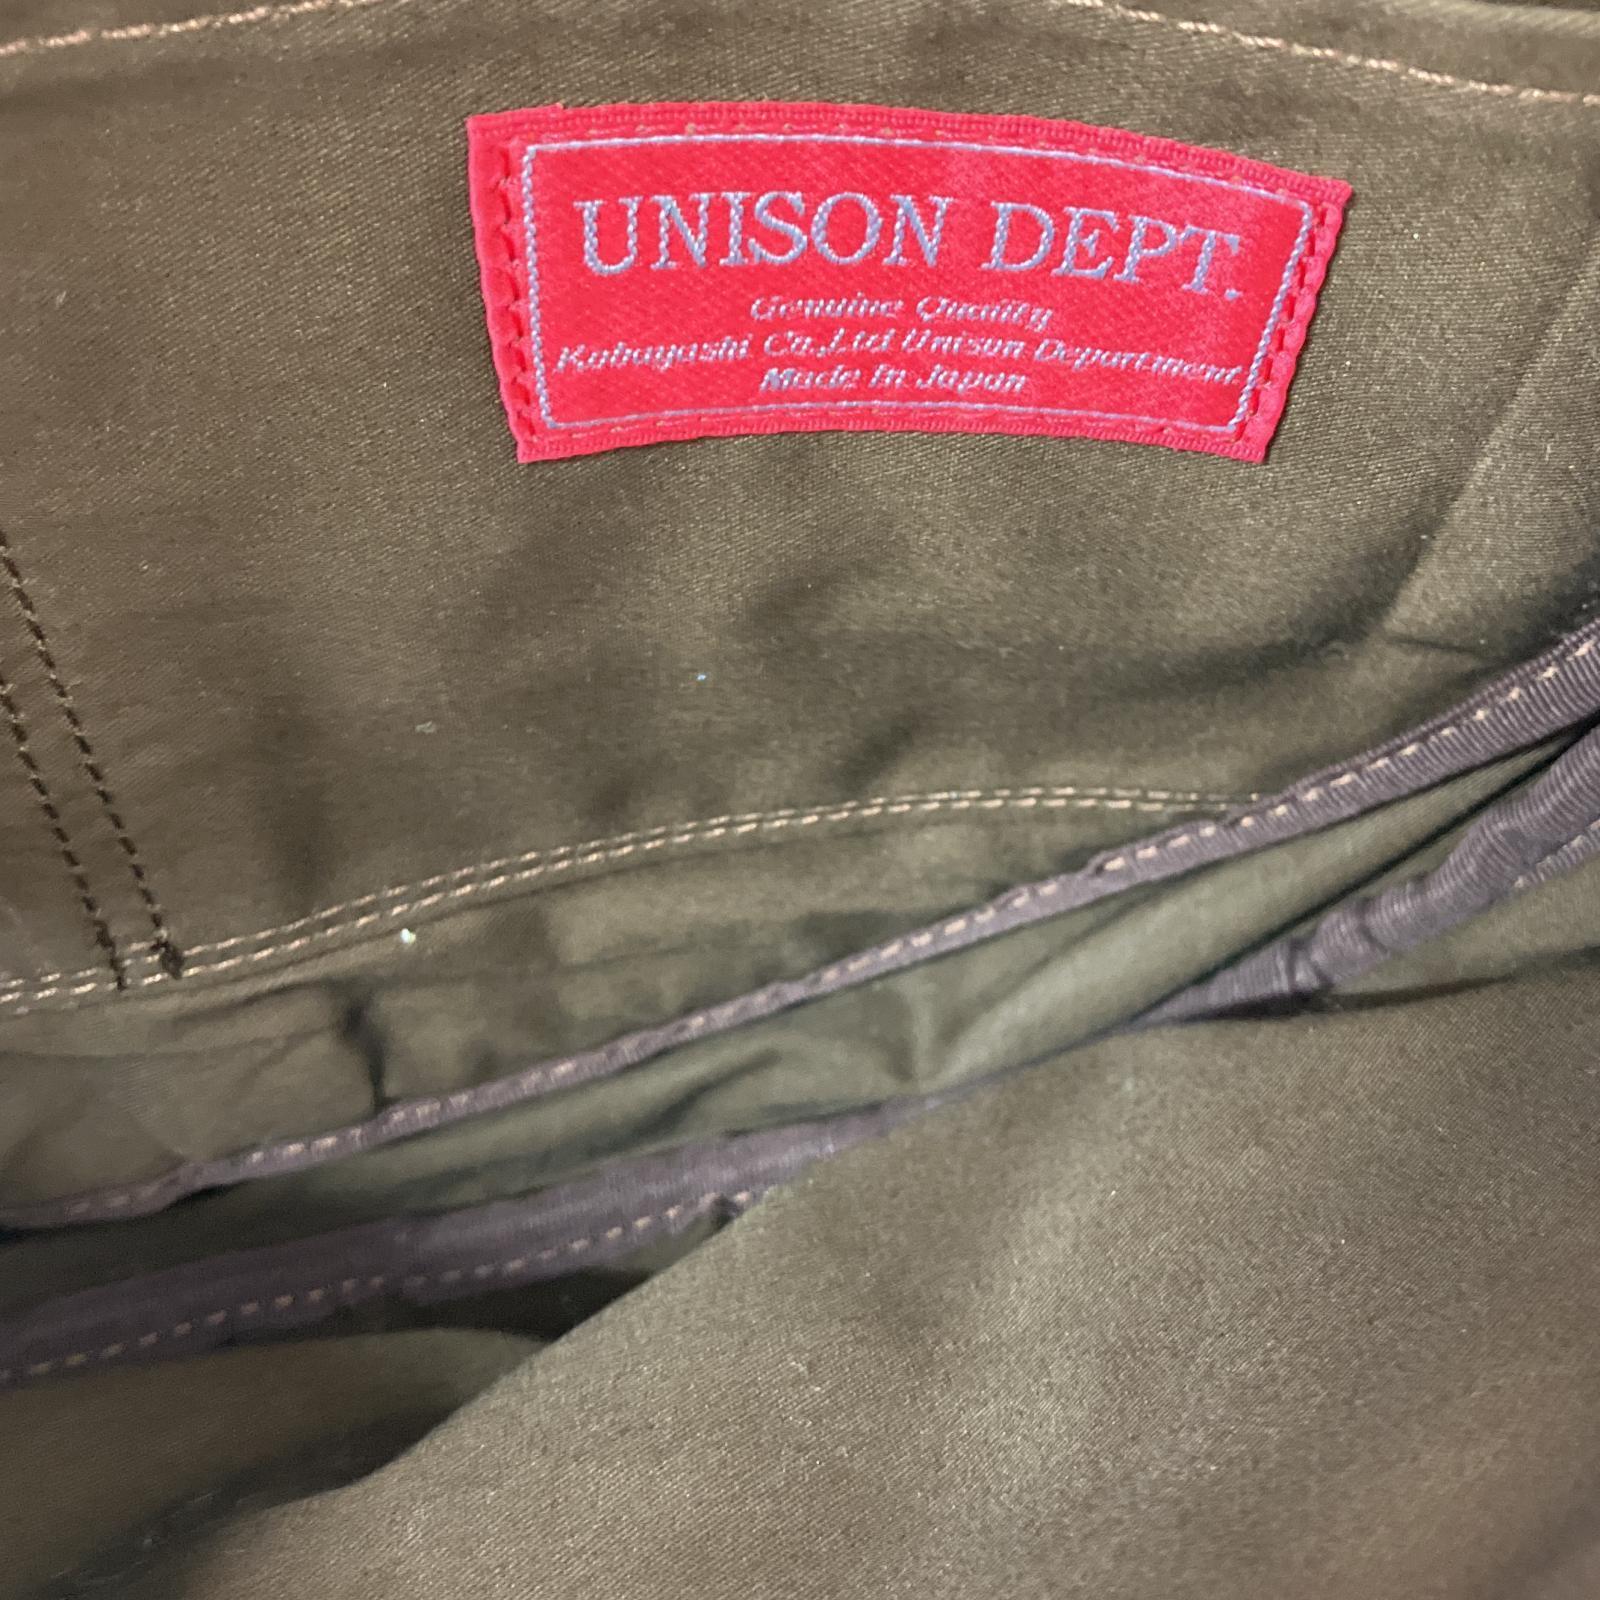 UNISON DEPT.
Genuine Quality
Kobayashi Co.,Ltd Unison Department
Made In Japan